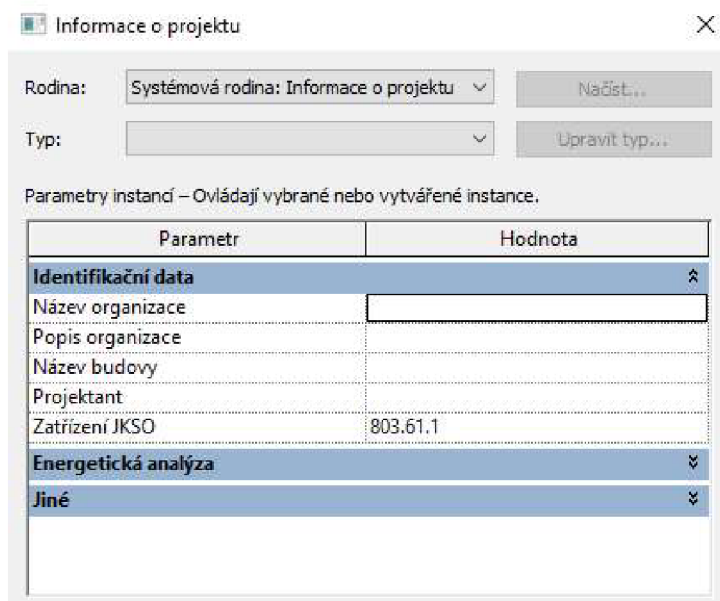 Informace o projektu
Rodina: Systémová rodina: Informace o projektu Načíst...
Typ: Upravit typ...
Parametry instancí – Ovládají vybrané nebo vytvářené instance.
Parametr Hodnota
Identifikační data
Název organizace
Popis organizace
Název budovy
Projektant
Zatřízení JKSO 803.61.1
Energetická analýza
Jiné